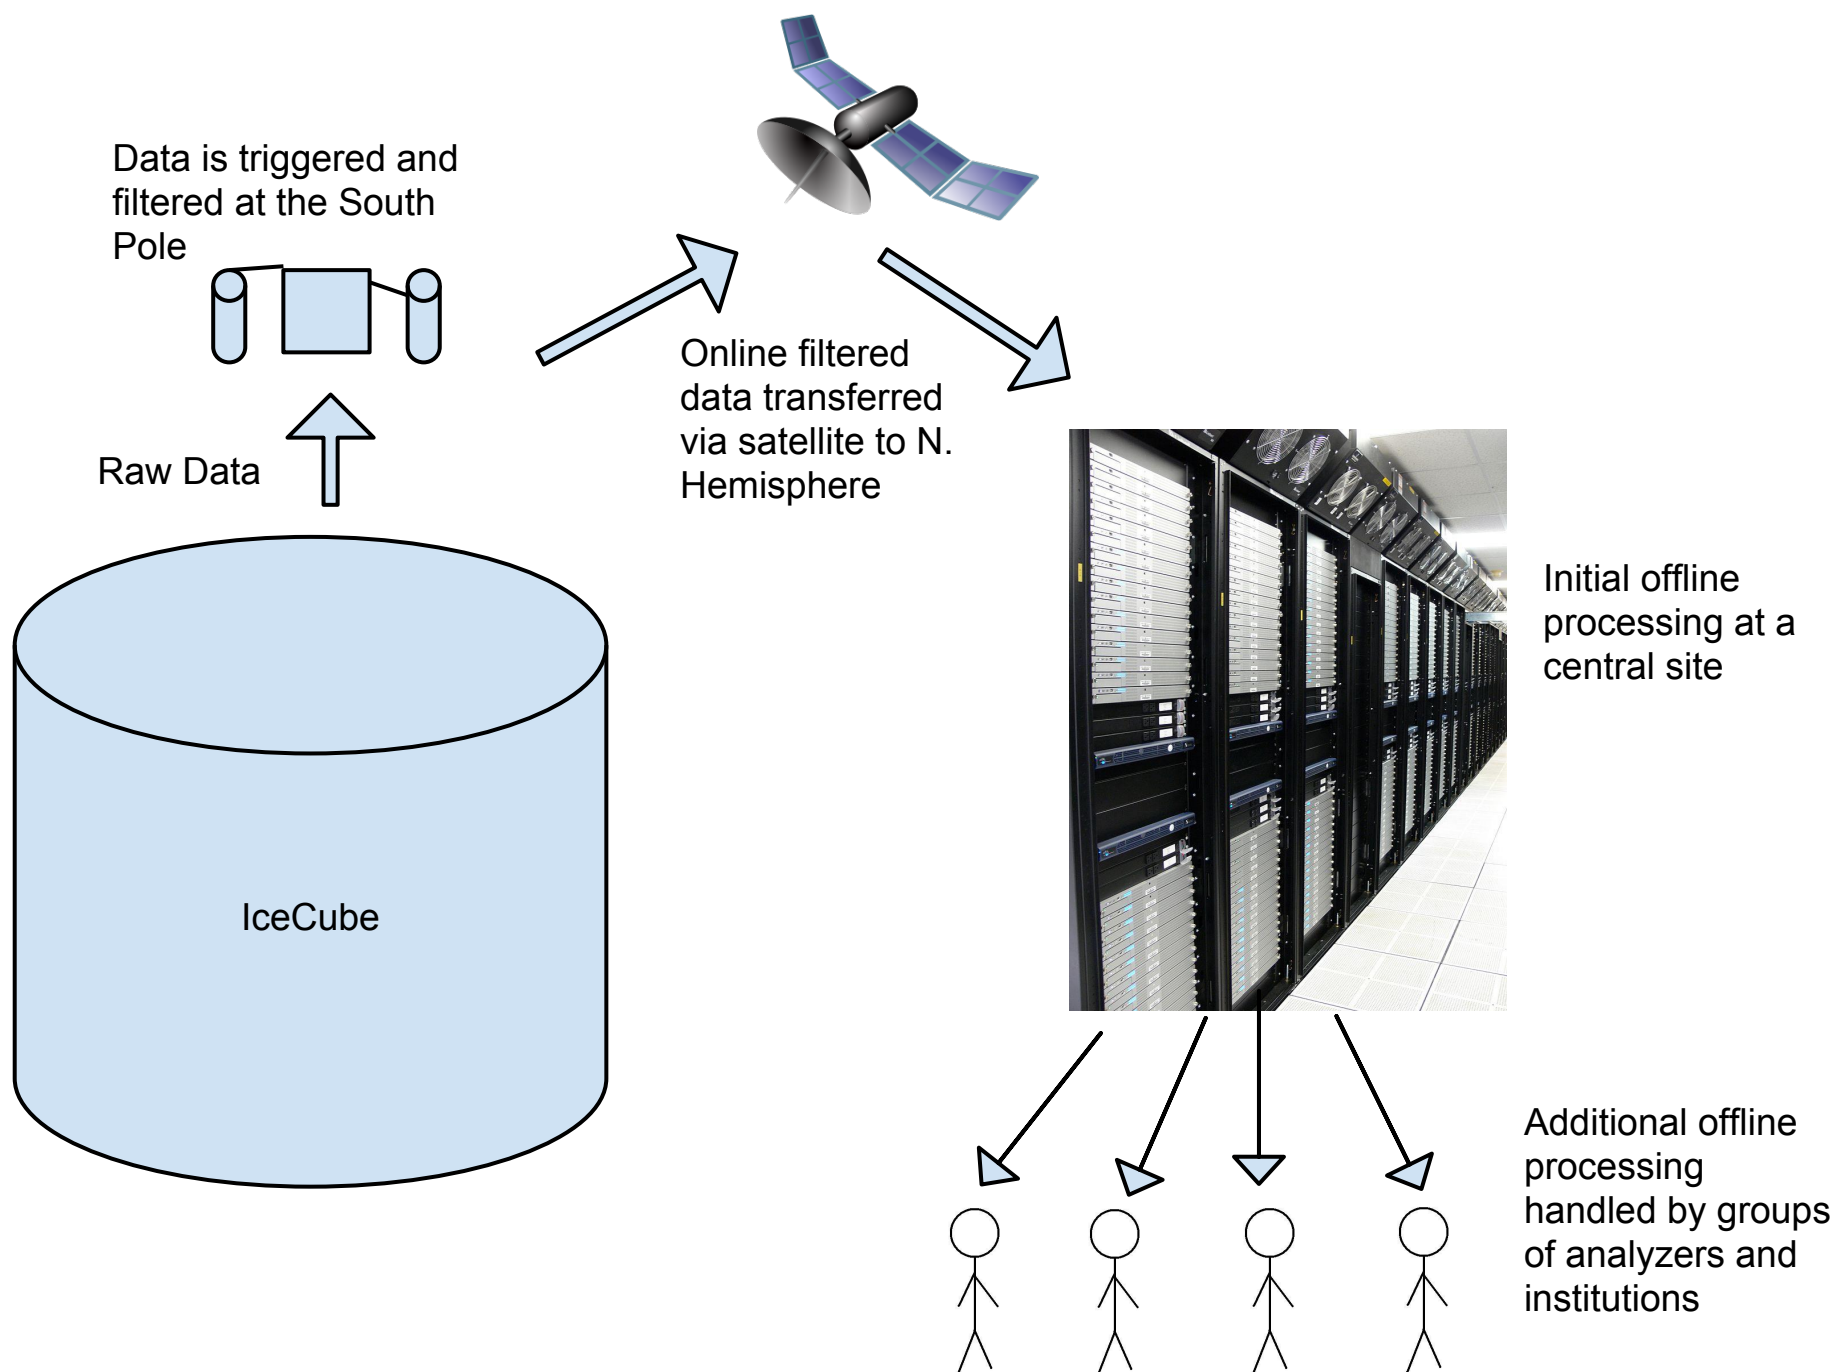 Data is triggered and
filtered at the South
Pole
Raw Data
Online filtered
data transferred
via satellite to N.
Hemisphere
IceCube
Initial offline
processing at a
central site
Additional offline
processing
handled by groups
of analyzers and
institutions